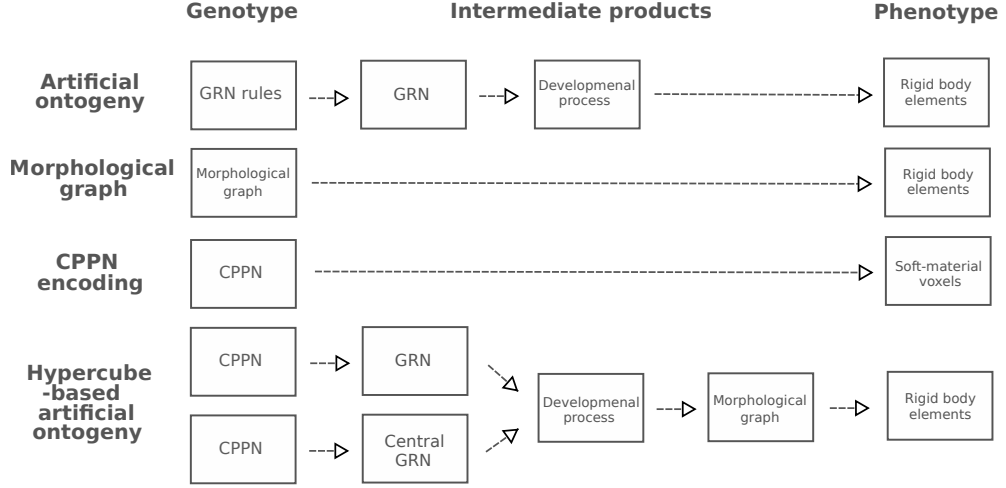 Genotype
Intermediate products
Phenotype
Artificial
ontogeny
GRN rules
GRN
Developmenal
process
Rigid body
elements
Morphological
graph
Morphological
graph
Rigid body
elements
CPPN
encoding
CPPN
Soft-material
voxels
Hypercube
-based
artificial
ontogeny
CPPN
GRN
CPPN
Central
GRN
Developmenal
process
Morphological
graph
Rigid body
elements